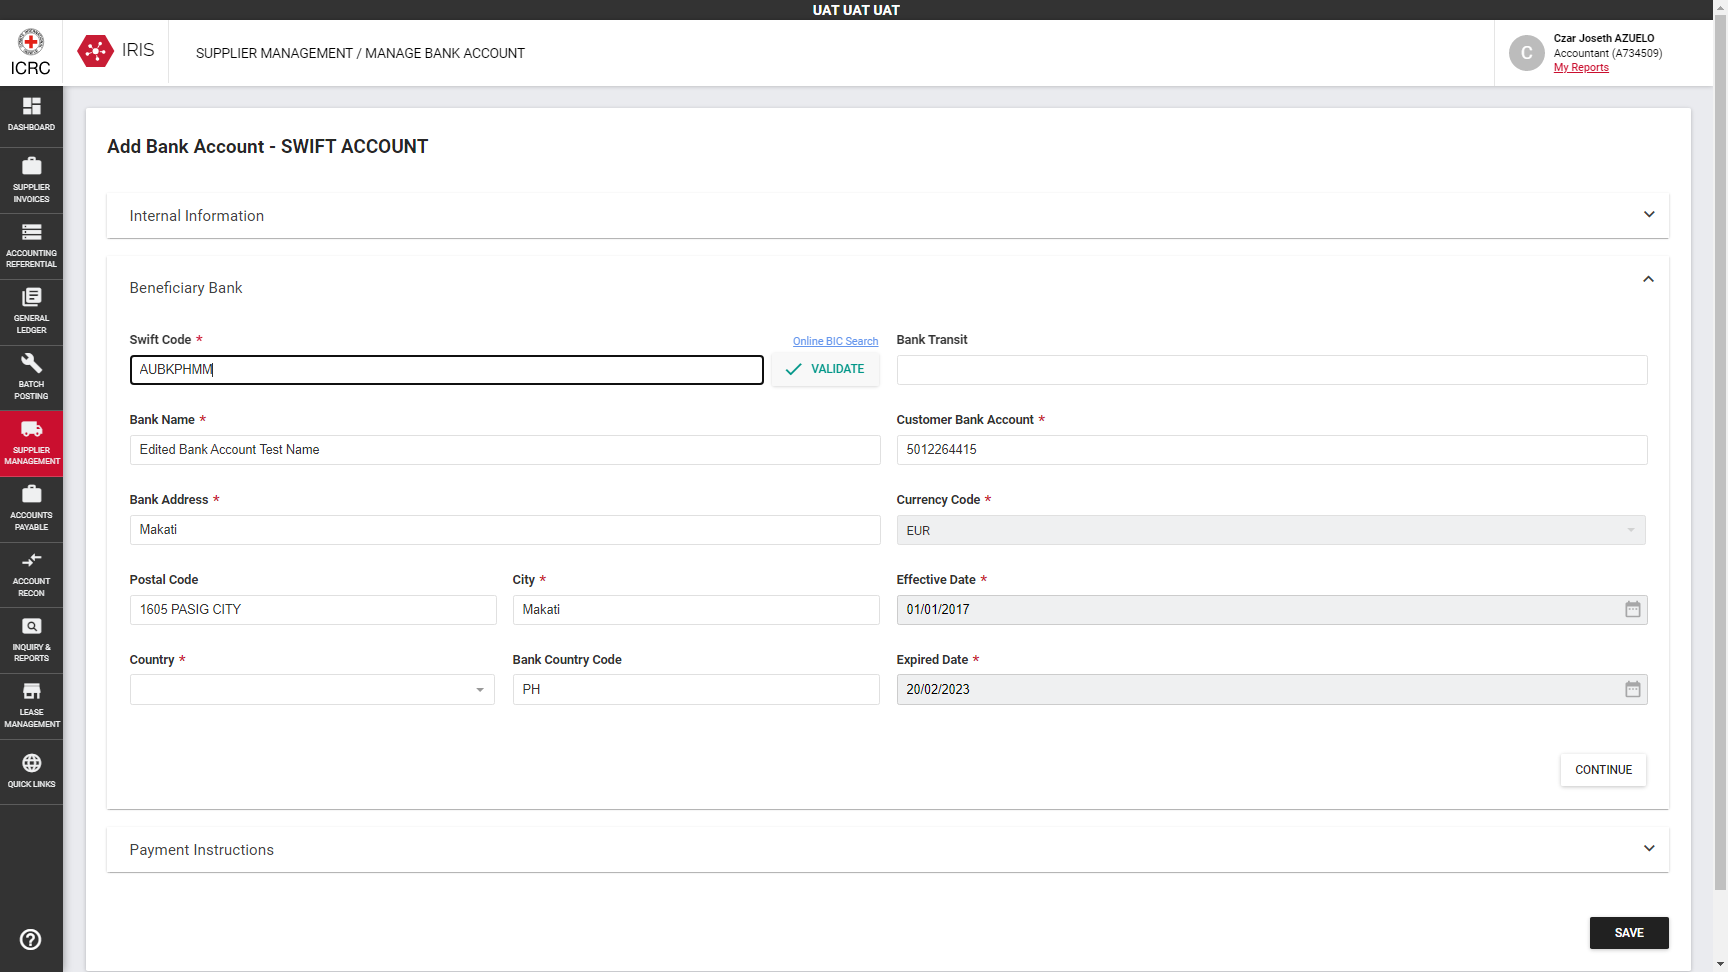 UAT UAT UAT
ICRC
IRIS
SUPPLIER MANAGEMENT / MANAGE BANK ACCOUNT
C
Czar Joseth AZUELO
Accountant (A734509)
My Reports
DASHBOARD
SUPPLIER
INVOICES
ACCOUNTING
REFERENTIAL
GENERAL
LEDGER
BATCH
POSTING
SUPPLIER
MANAGEMENT
ACCOUNTS
PAYABLE
ACCOUNT
RECON
INQUIRY &
REPORTS
LEASE
MANAGEMENT
QUICK LINKS
Add Bank Account - SWIFT ACCOUNT
Internal Information
Beneficiary Bank
Swift Code *
Online BIC Search
AUBKPHMM
VALIDATE
Bank Transit
Bank Name *
Edited Bank Account Test Name
Customer Bank Account *
5012264415
Bank Address *
Makati
Currency Code *
EUR
Postal Code
1605 PASIG CITY
City *
Makati
Effective Date *
01/01/2017
Country *
Bank Country Code
PH
Expired Date *
20/02/2023
CONTINUE
Payment Instructions
SAVE